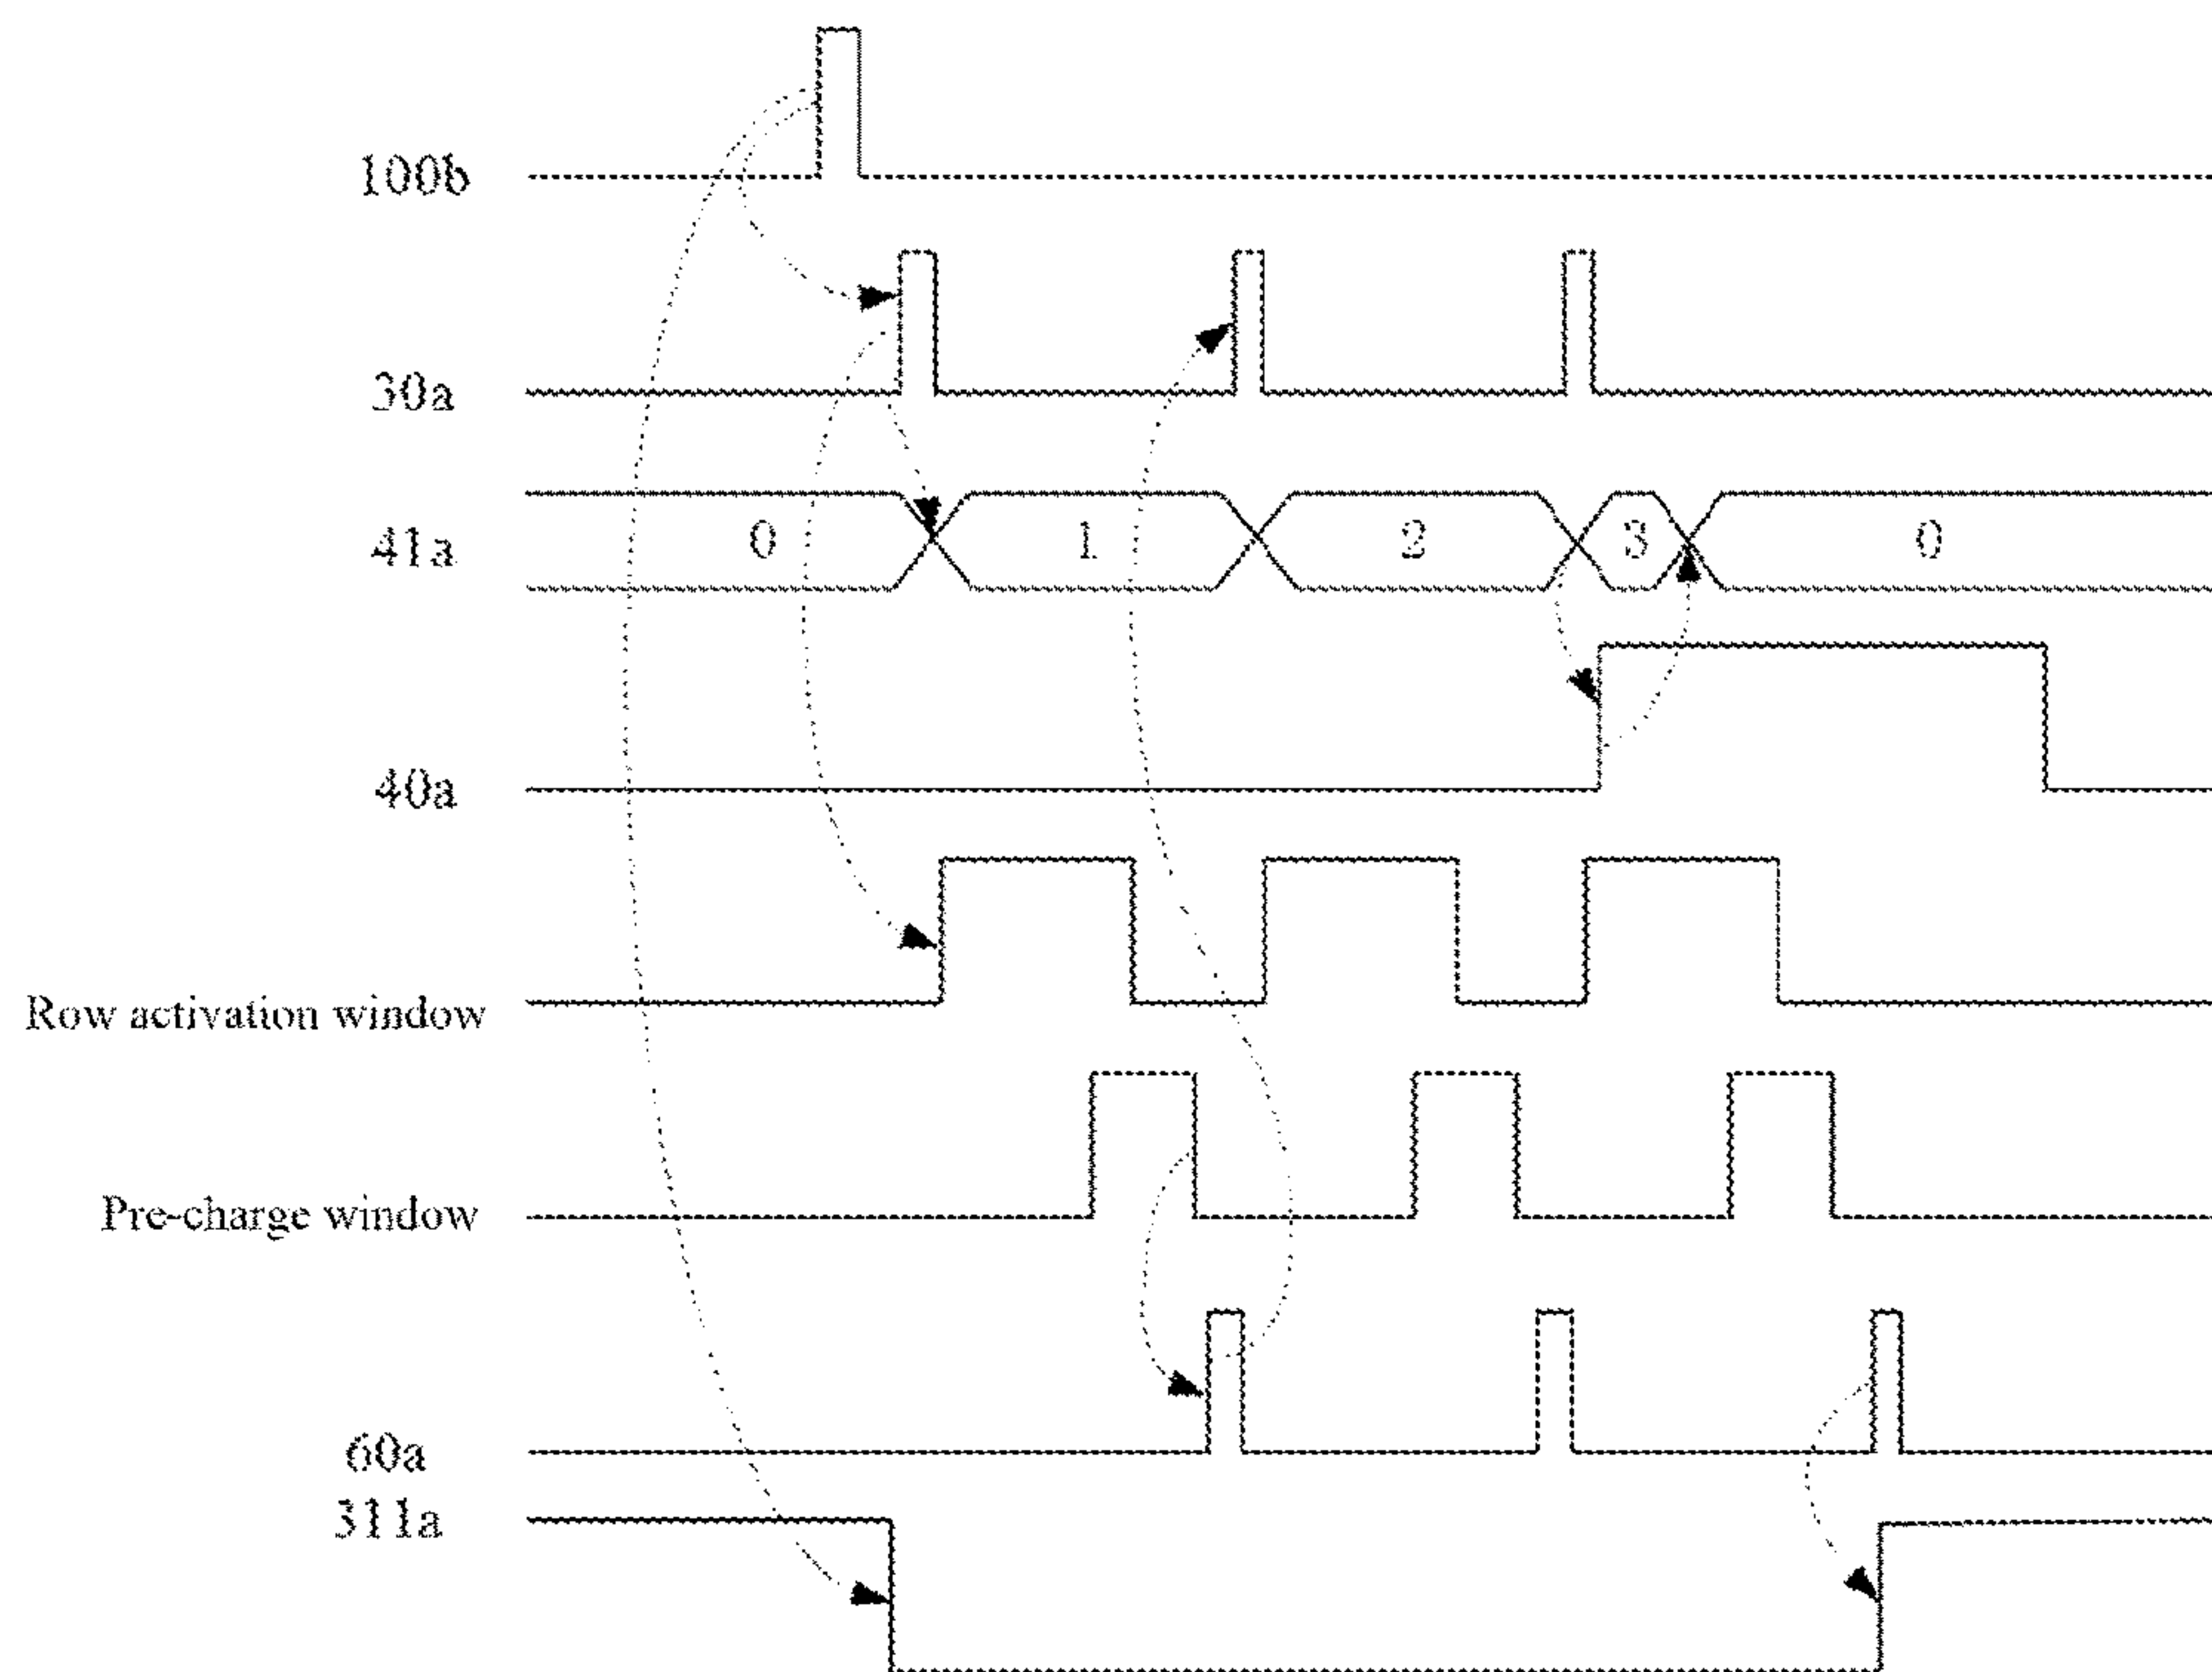 100b
30a
41a
0 1 2 3 0
40a
Row activation window
Pre-charge window
60a
311a